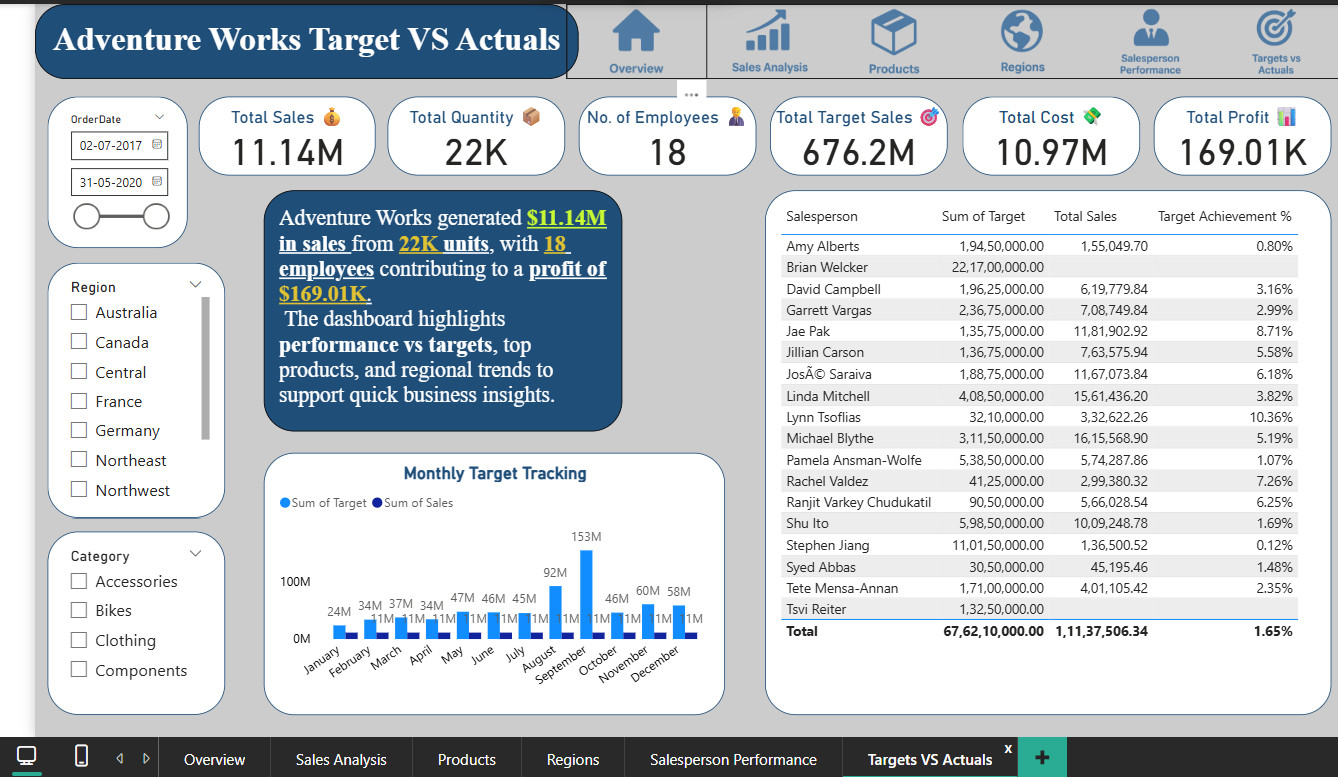 Adventure Works Target VS Actuals
Overview
Sales Analysis
Products
Regions
Salesperson
Performance
Targets vs
Actuals
OrderDate
02-07-2017
31-05-2020
Total Sales 💰
11.14M
Total Quantity 📦
22K
No. of Employees
18
Total Target Sales 🎯
676.2M
Total Cost 💸
10.97M
Total Profit 📊
169.01K
Region
Australia
Canada
Central
France
Germany
Northeast
Northwest
Category
Accessories
Bikes
Clothing
Components
Adventure Works generated $11.14M
in sales from 22K units, with 18
employees contributing to a profit of
$169.01K.
The dashboard highlights
performance vs targets, top
products, and regional trends to
support quick business insights.
Monthly Target Tracking
Sum of Target Sum of Sales
153M
92M
100M
24M 34M 37M 34M 47M 46M 45M 46M 60M 58M
11M 11M 11M 11M 11M 11M 11M 11M 11M 11M 11M
0M
January February March April May June July August September October November December
Salesperson Sum of Target Total Sales Target Achievement %
Amy Alberts 1,94,50,000.00 1,55,049.70 0.80%
Brian Welcker 22,17,00,000.00
David Campbell 1,96,25,000.00 6,19,779.84 3.16%
Garrett Vargas 2,36,75,000.00 7,08,749.84 2.99%
Jae Pak 1,35,75,000.00 11,81,902.92 8.71%
Jillian Carson 1,36,75,000.00 7,63,575.94 5.58%
JosÃ© Saraiva 1,88,75,000.00 11,67,073.84 6.18%
Linda Mitchell 4,08,50,000.00 15,61,436.20 3.82%
Lynn Tsoflias 32,10,000.00 3,32,622.26 10.36%
Michael Blythe 3,11,50,000.00 16,15,568.90 5.19%
Pamela Ansman-Wolfe 5,38,50,000.00 5,74,287.86 1.07%
Rachel Valdez 41,25,000.00 2,99,380.32 7.26%
Ranjit Varkey Chudukatil 90,50,000.00 5,66,028.54 6.25%
Shu Ito 5,98,50,000.00 10,09,248.78 1.69%
Stephen Jiang 11,01,50,000.00 1,36,500.52 0.12%
Syed Abbas 30,50,000.00 45,195.46 1.48%
Tete Mensa-Annan 1,71,00,000.00 4,01,105.42 2.35%
Tsvi Reiter 1,32,50,000.00
Total 67,62,10,000.00 1,11,37,506.34 1.65%
Overview
Sales Analysis
Products
Regions
Salesperson Performance
Targets VS Actuals
x
+